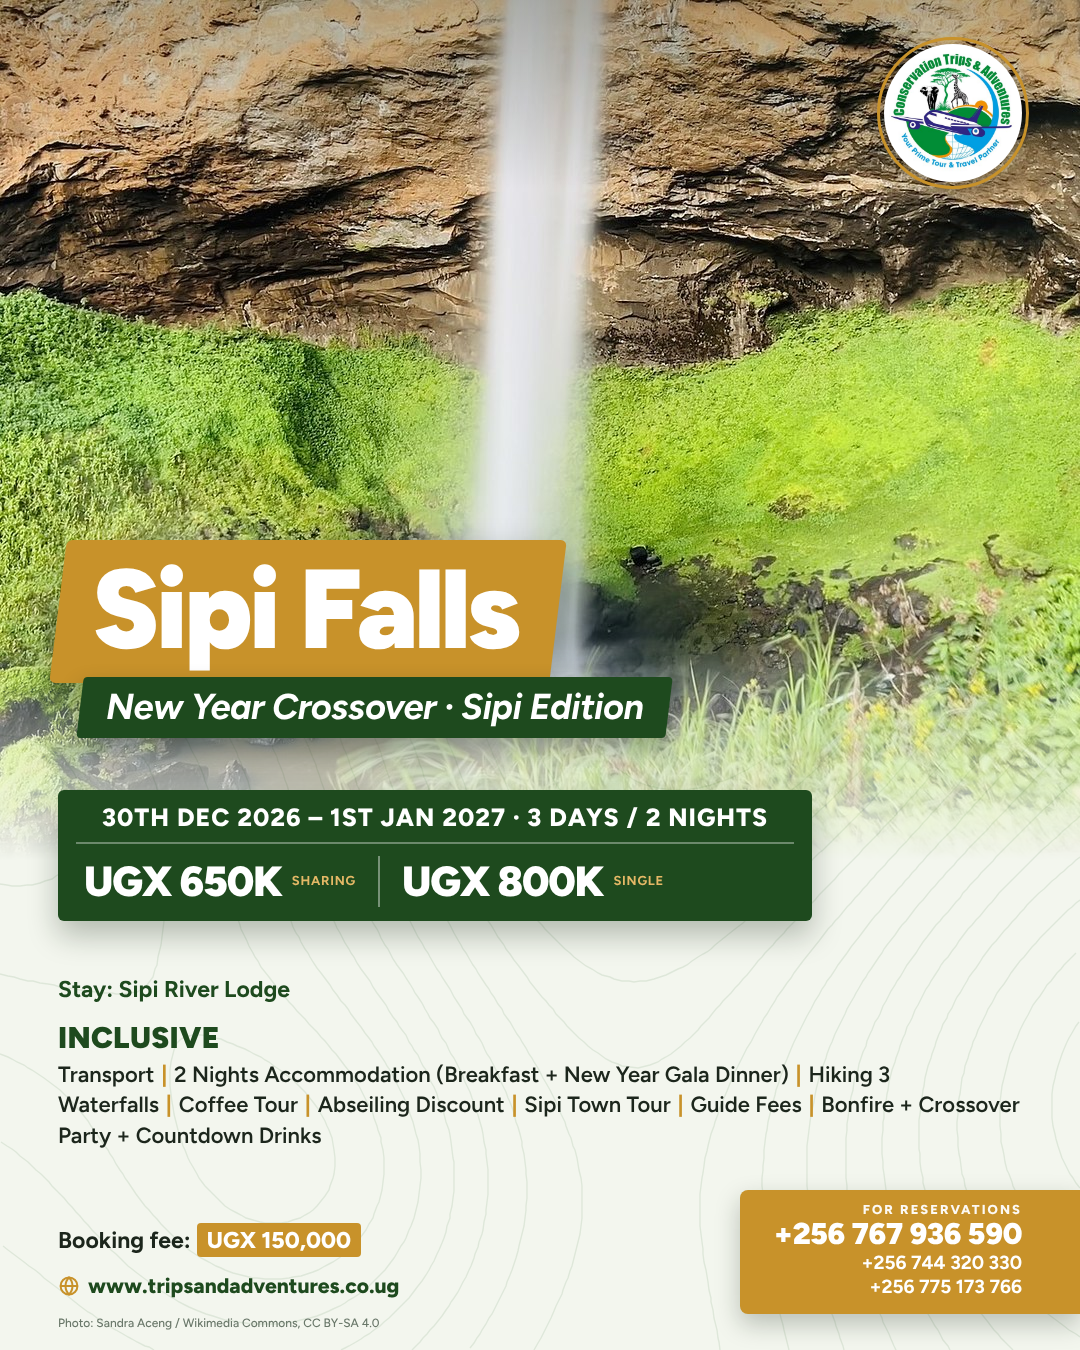 Conservation Trips & Adventures
Your Prime Tour & Travel Partner
Sipi Falls
New Year Crossover · Sipi Edition
30TH DEC 2026 – 1ST JAN 2027 · 3 DAYS / 2 NIGHTS
UGX 650K SHARING UGX 800K SINGLE
Stay: Sipi River Lodge
INCLUSIVE
Transport | 2 Nights Accommodation (Breakfast + New Year Gala Dinner) | Hiking 3
Waterfalls | Coffee Tour | Abseiling Discount | Sipi Town Tour | Guide Fees | Bonfire + Crossover
Party + Countdown Drinks
Booking fee: UGX 150,000
www.tripsandadventures.co.ug
Photo: Sandra Aceng / Wikimedia Commons, CC BY-SA 4.0
FOR RESERVATIONS
+256 767 936 590
+256 744 320 330
+256 775 173 766